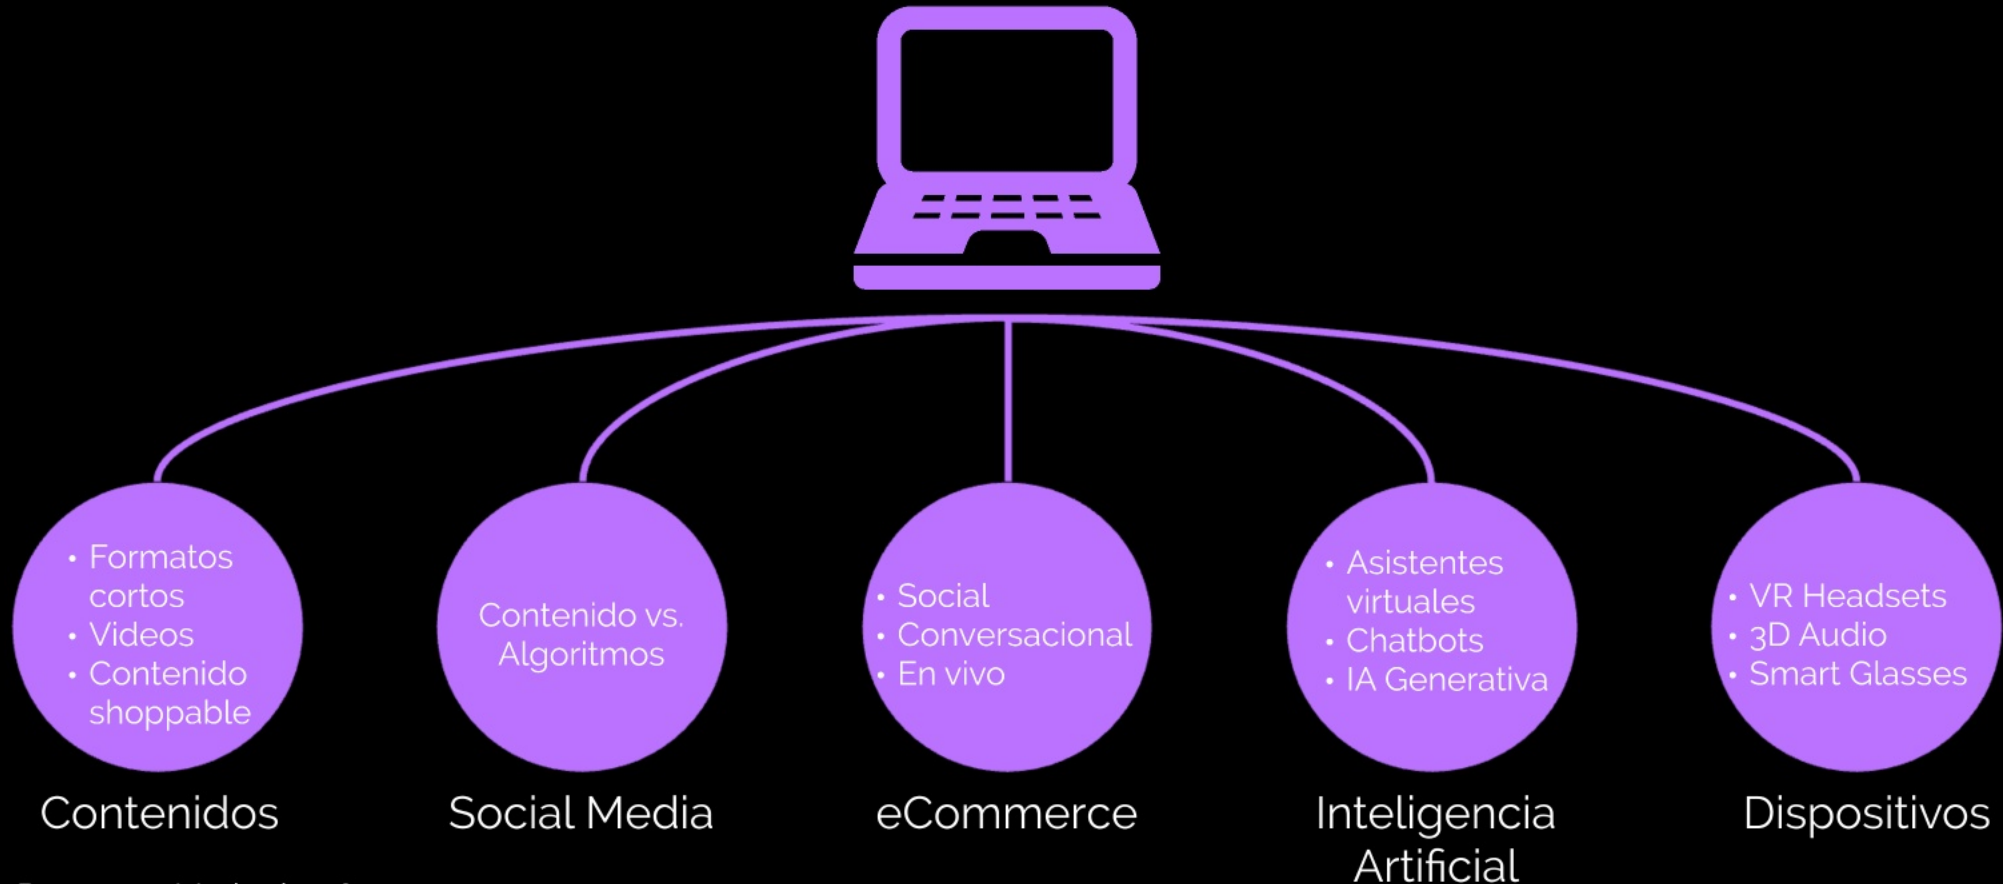 • Formatos
cortos
• Videos
• Contenido
shoppable
Contenidos
Contenido vs.
Algoritmos
Social Media
• Social
• Conversacional
• En vivo
eCommerce
• Asistentes
virtuales
• Chatbots
• IA Generativa
Inteligencia
Artificial
• VR Headsets
• 3D Audio
• Smart Glasses
Dispositivos